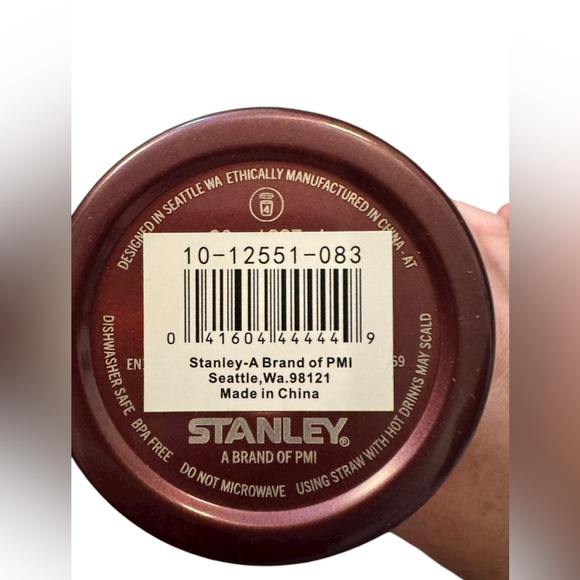 DESIGNED IN SEATTLE WA ETHICALLY MANUFACTURED IN CHINA - AT
4
10-12551-083
0 41604 44444 9
Stanley-A Brand of PMI
Seattle,Wa.98121
Made in China
STANLEY®
A BRAND OF PMI
DISHWASHER SAFE BPA FREE DO NOT MICROWAVE USING STRAW WITH HOT DRINKS MAY SCALD